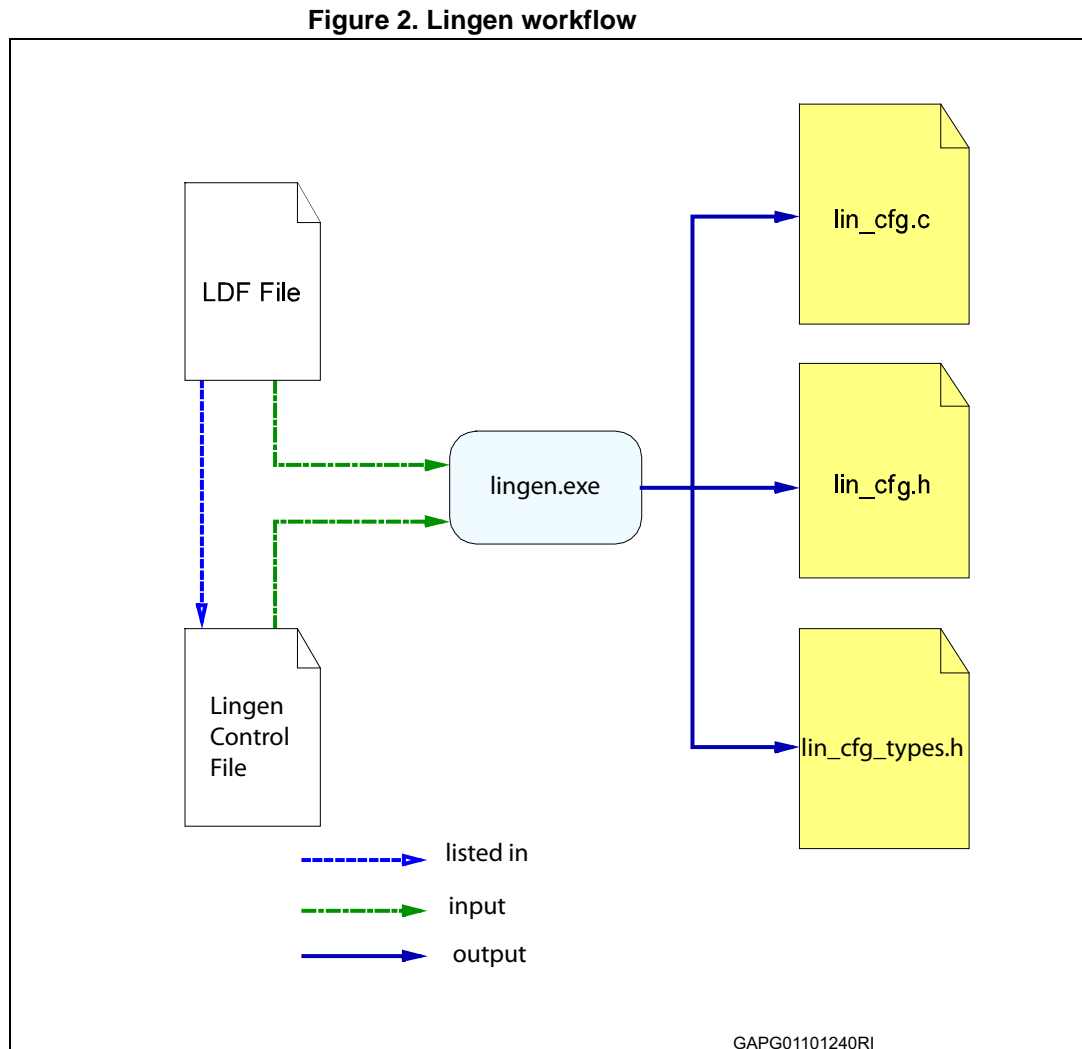 Figure 2. Lingen workflow
LDF File
lin_cfg.c
lingen.exe
lin_cfg.h
Lingen
Control
File
lin_cfg_types.h
listed in
input
output
GAPG01101240RI